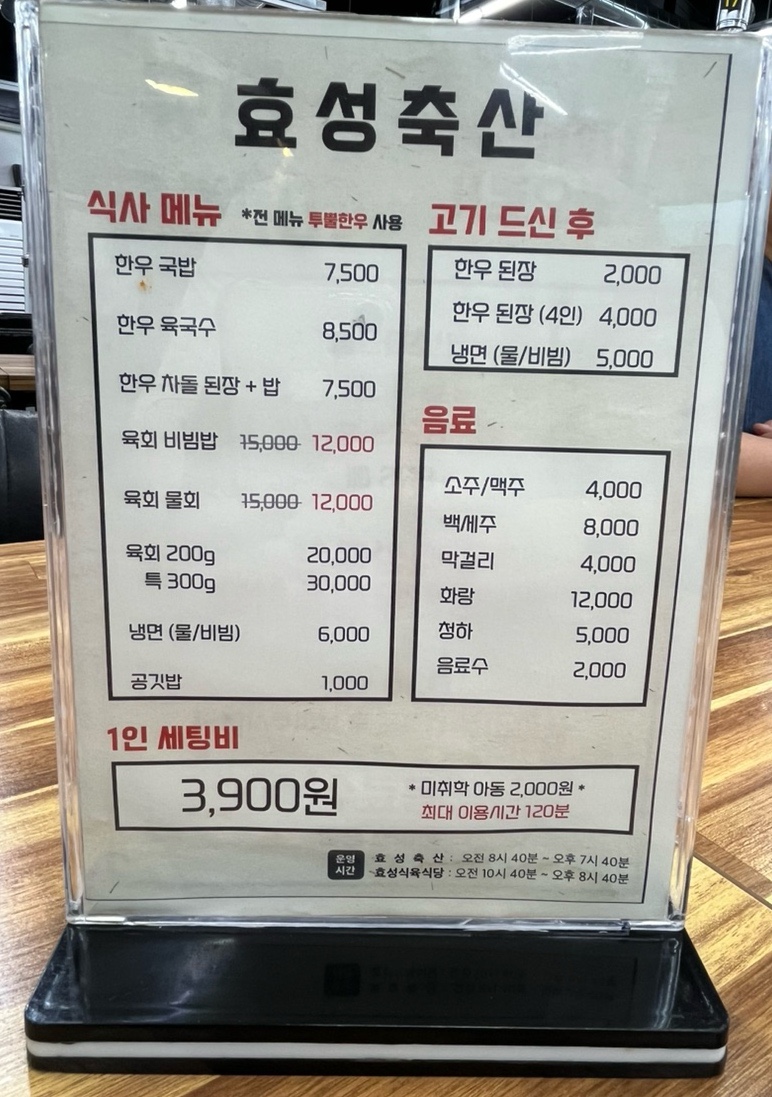 효성축산
식사 메뉴 *전 메뉴 투뿔한우 사용
한우 국밥 7,500
한우 육국수 8,500
한우 차돌 된장 + 밥 7,500
육회 비빔밥 15,000 12,000
육회 물회 15,000 12,000
육회 200g 20,000
특 300g 30,000
냉면 (물/비빔) 6,000
공깃밥 1,000
고기 드신 후
한우 된장 2,000
한우 된장 (4인) 4,000
냉면 (물/비빔) 5,000
음료
소주/맥주 4,000
백세주 8,000
막걸리 4,000
화랑 12,000
청하 5,000
음료수 2,000
1인 세팅비
3,900원
* 미취학 아동 2,000원 *
최대 이용시간 120분
운영
시간
효성축산 : 오전 8시 40분 ~ 오후 7시 40분
효성식육식당 : 오전 10시 40분 ~ 오후 8시 40분